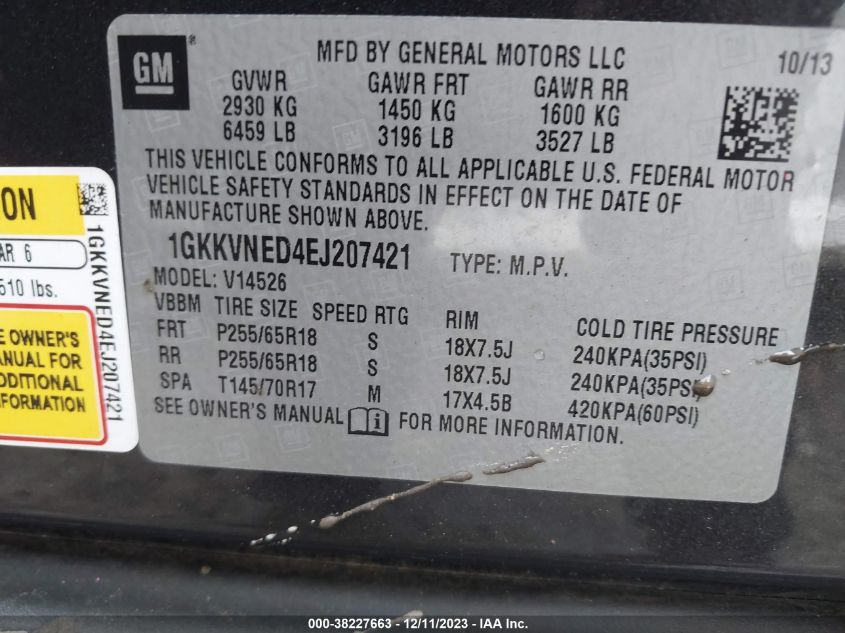 GM
MFD BY GENERAL MOTORS LLC
10/13
GVWR GAWR FRT GAWR RR
2930 KG 1450 KG 1600 KG
6459 LB 3196 LB 3527 LB
THIS VEHICLE CONFORMS TO ALL APPLICABLE U.S. FEDERAL MOTOR
VEHICLE SAFETY STANDARDS IN EFFECT ON THE DATE OF
MANUFACTURE SHOWN ABOVE.
1GKKVNED4EJ207421 TYPE: M.P.V.
MODEL: V14526
VBBM TIRE SIZE SPEED RTG RIM COLD TIRE PRESSURE
FRT P255/65R18 S 18X7.5J 240KPA(35PSI)
RR P255/65R18 S 18X7.5J 240KPA(35PSI)
SPA T145/70R17 M 17X4.5B 420KPA(60PSI)
SEE OWNER'S MANUAL FOR MORE INFORMATION.
ON
AR 6
510 lbs.
E OWNER'S
ANUAL FOR
DDITIONAL
FORMATION
1GKKVNED4EJ207421
000-38227663 - 12/11/2023 - IAA Inc.